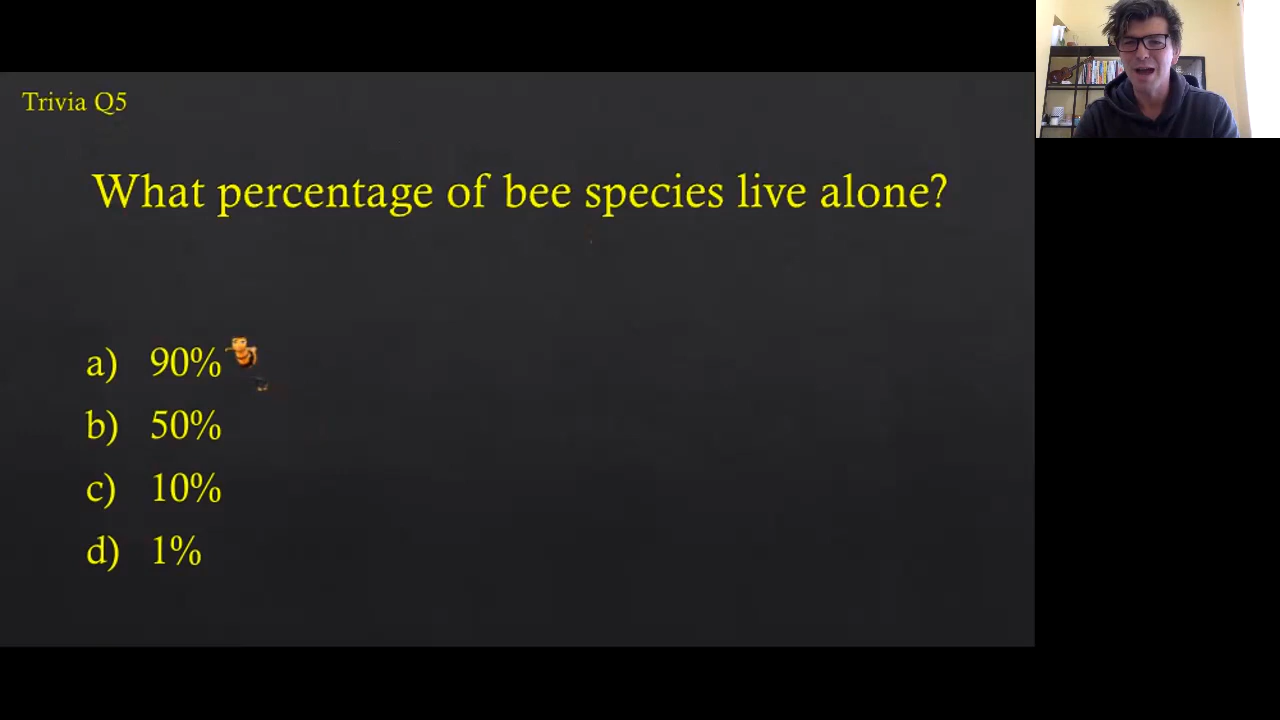 Trivia Q5
What percentage of bee species live alone?
a) 90%
b) 50%
c) 10%
d) 1%